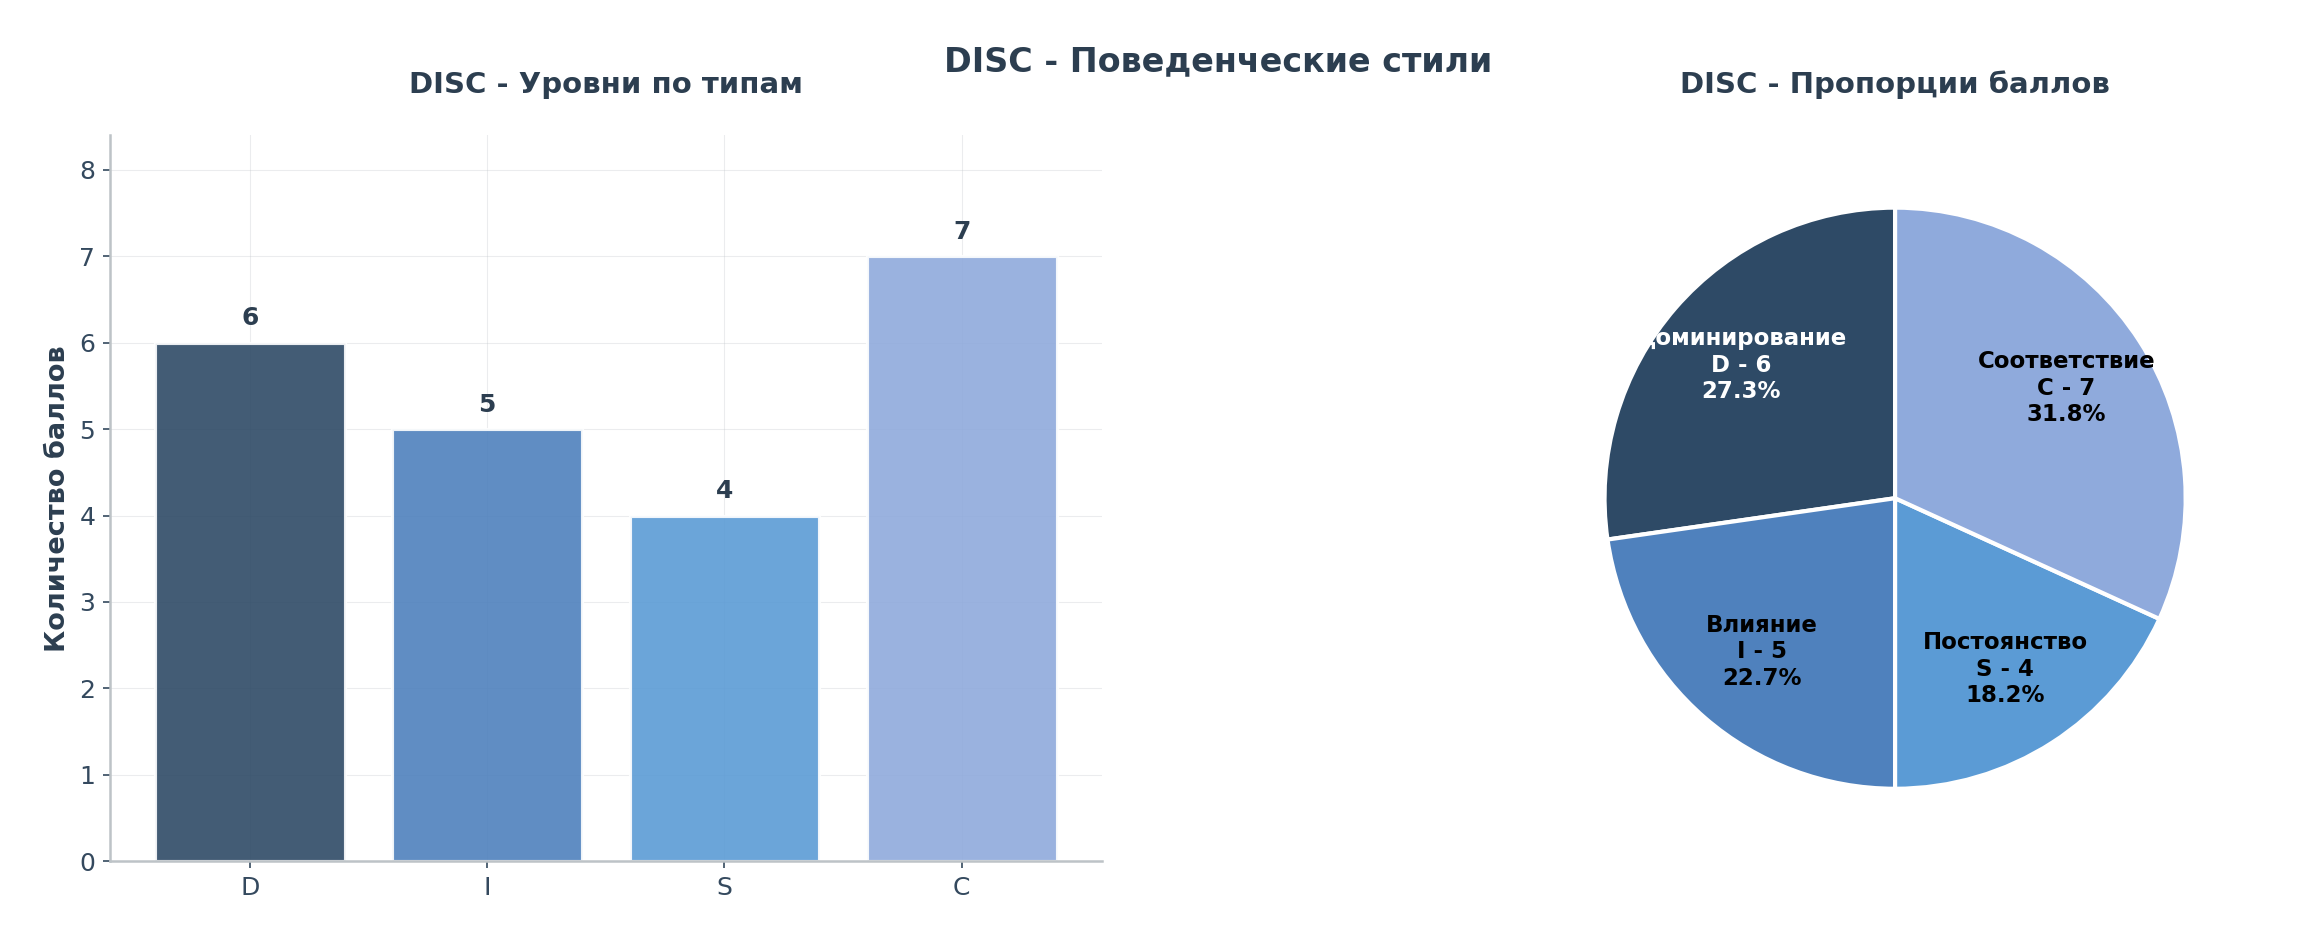 DISC - Поведенческие стили
DISC - Уровни по типам
Количество баллов
8
7
6
5
4
3
2
1
0
6
5
4
7
D
I
S
C
DISC - Пропорции баллов
Доминирование
D - 6
27.3%
Соответствие
C - 7
31.8%
Влияние
I - 5
22.7%
Постоянство
S - 4
18.2%